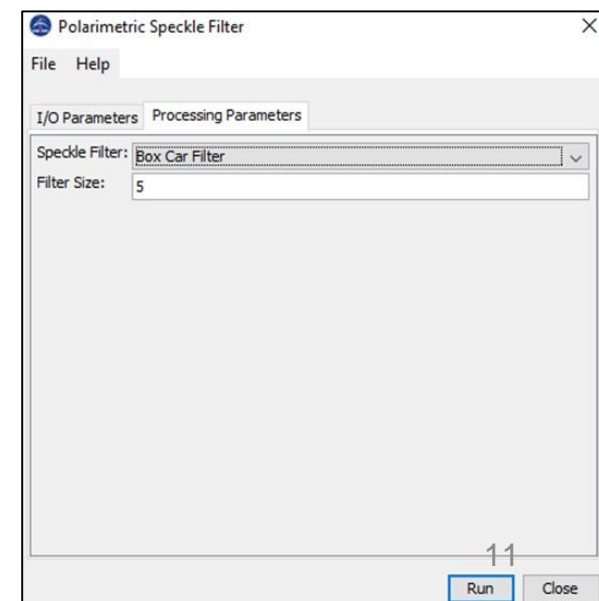 Polarimetric Speckle Filter
File Help
I/O Parameters Processing Parameters
Speckle Filter: Box Car Filter
Filter Size: 5
11
Run Close